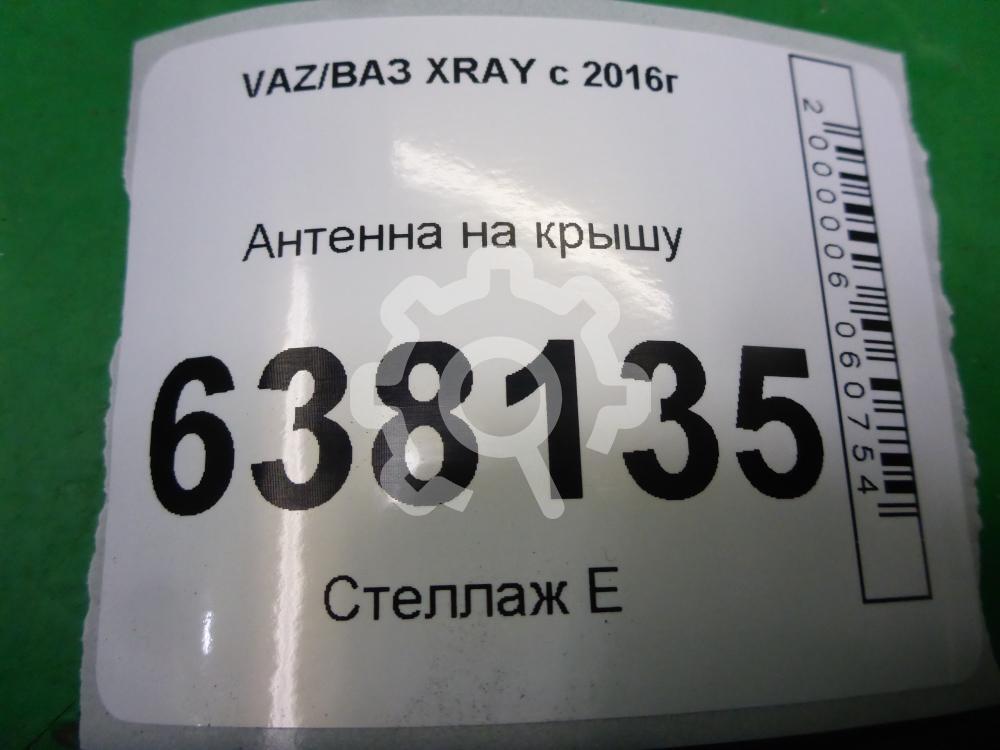 VAZ/ВАЗ XRAY с 2016г
Антенна на крышу
638135
Стеллаж Е
2000006060754